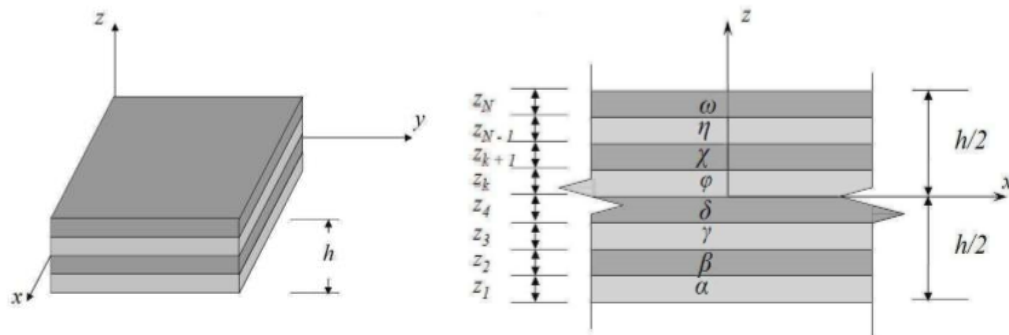 z
y
x
h
z
x
z_N
z_{N-1}
z_{k+1}
z_k
z_4
z_3
z_2
z_1
ω
η
χ
φ
δ
γ
β
α
h/2
h/2